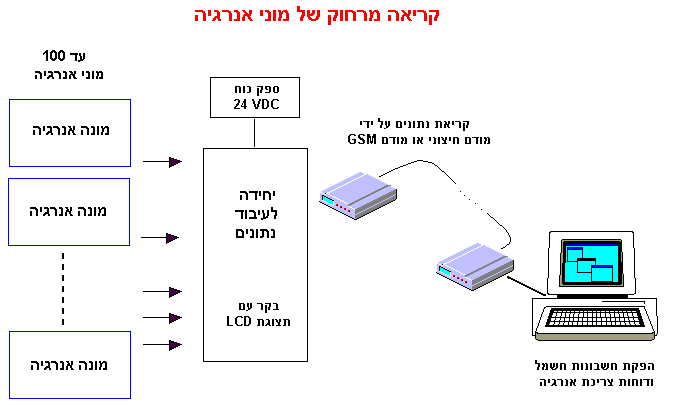 קריאה מרחוק של מוני אנרגיה
עד 100
מוני אנרגיה
מונה אנרגיה
מונה אנרגיה
מונה אנרגיה
ספק כוח
24 VDC
יחידה
לעיבוד
נתונים
בקר עם
תצוגת LCD
קריאת נתונים על ידי
מודם חיצוני או מודם GSM
הפקת חשבונות חשמל
ודוחות צריכת אנרגיה